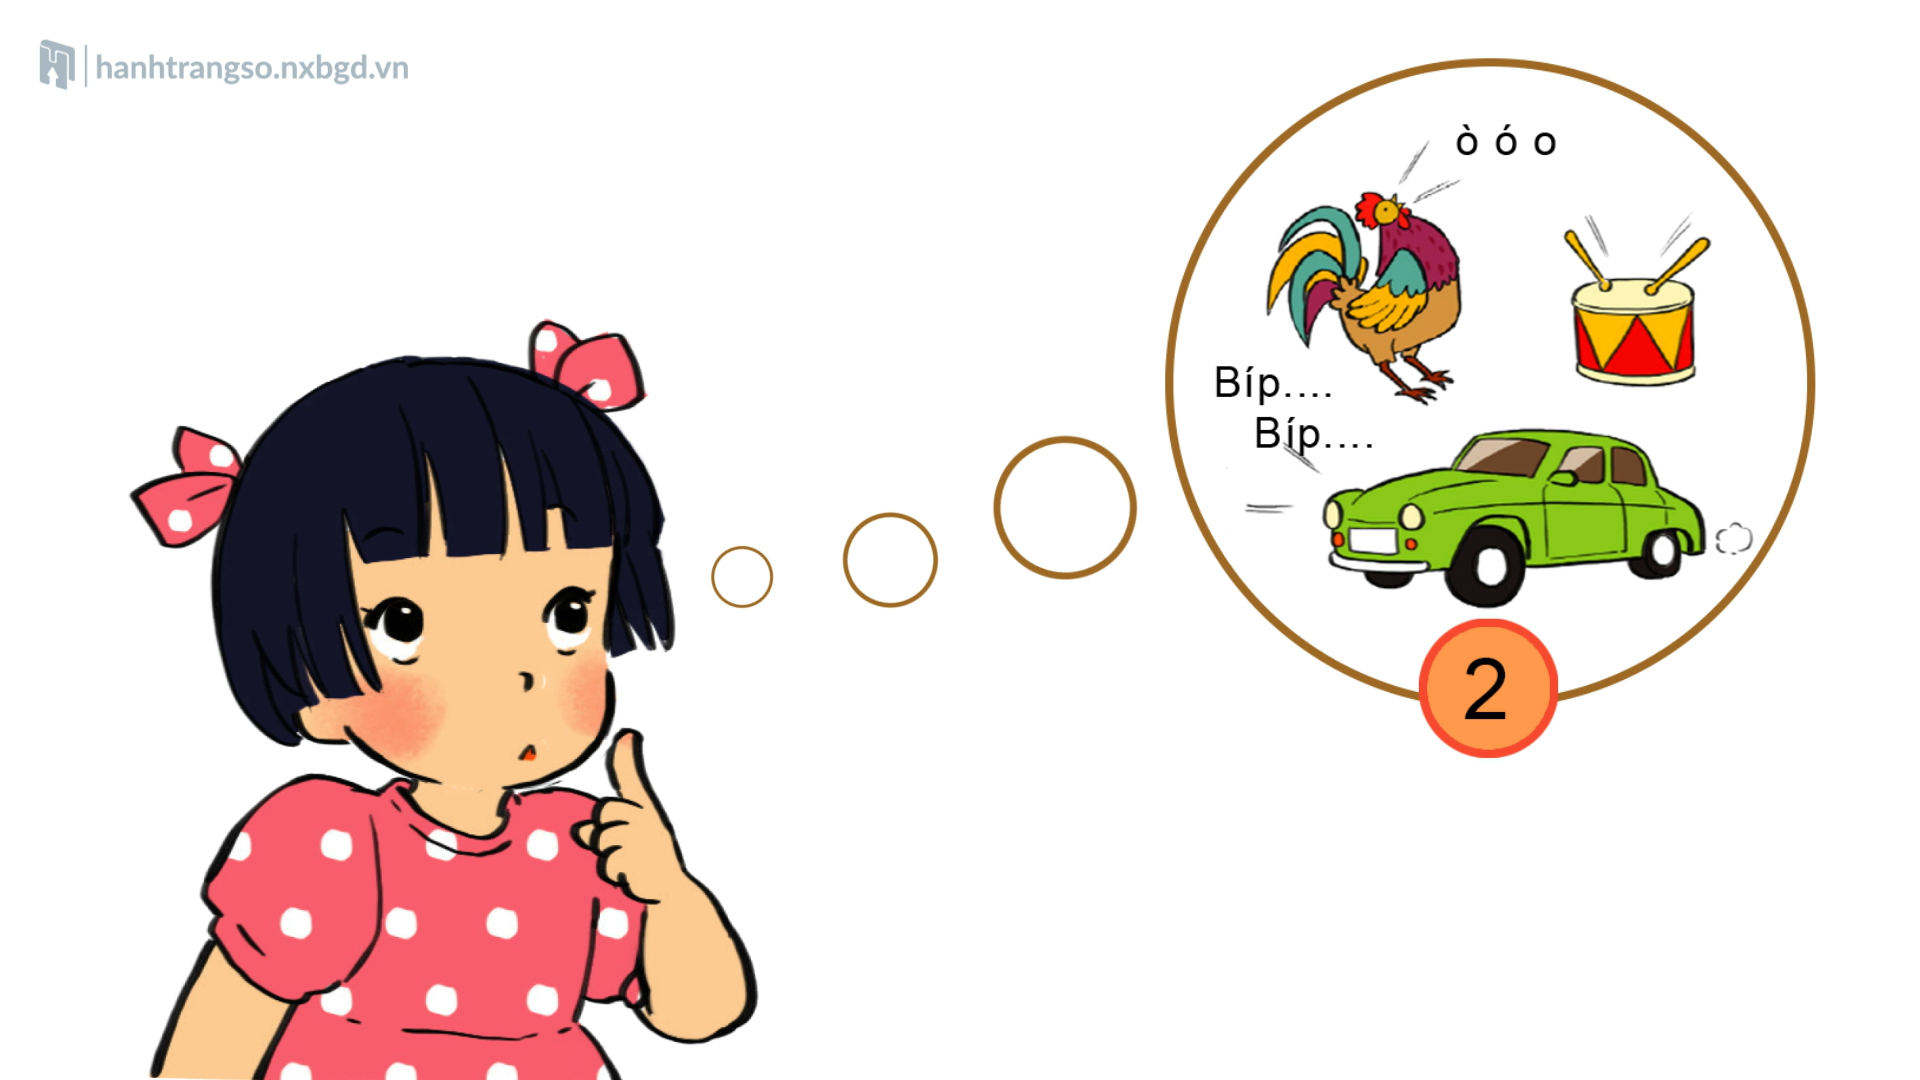 hanhtrangso.nxbgd.vn
ò ó o
Bíp....
Bíp....
2